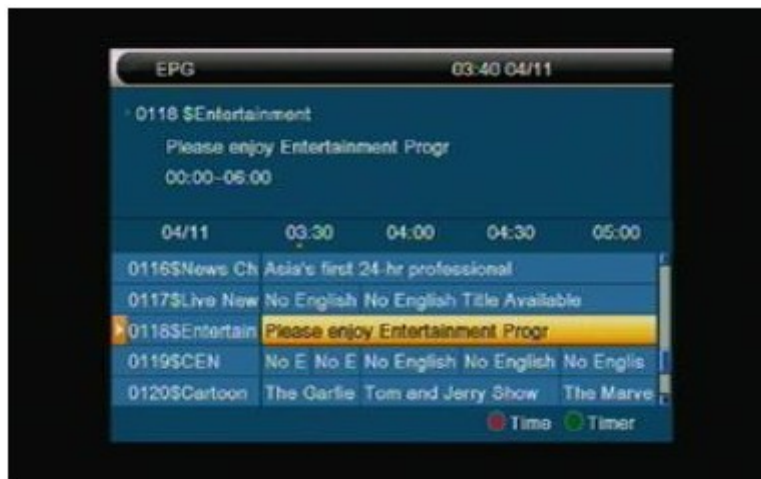 EPG 03:40 04/11
0118 $Entertainment
Please enjoy Entertainment Progr
00:00-06:00
04/11 03:30 04:00 04:30 05:00
0116$News Ch Asia's first 24-hr professional
0117$Live New No English No English Title Available
0118$Entertain Please enjoy Entertainment Progr
0119$CEN No E No E No English No English No Englis
0120$Cartoon The Garfie Tom and Jerry Show The Marve
Time Timer